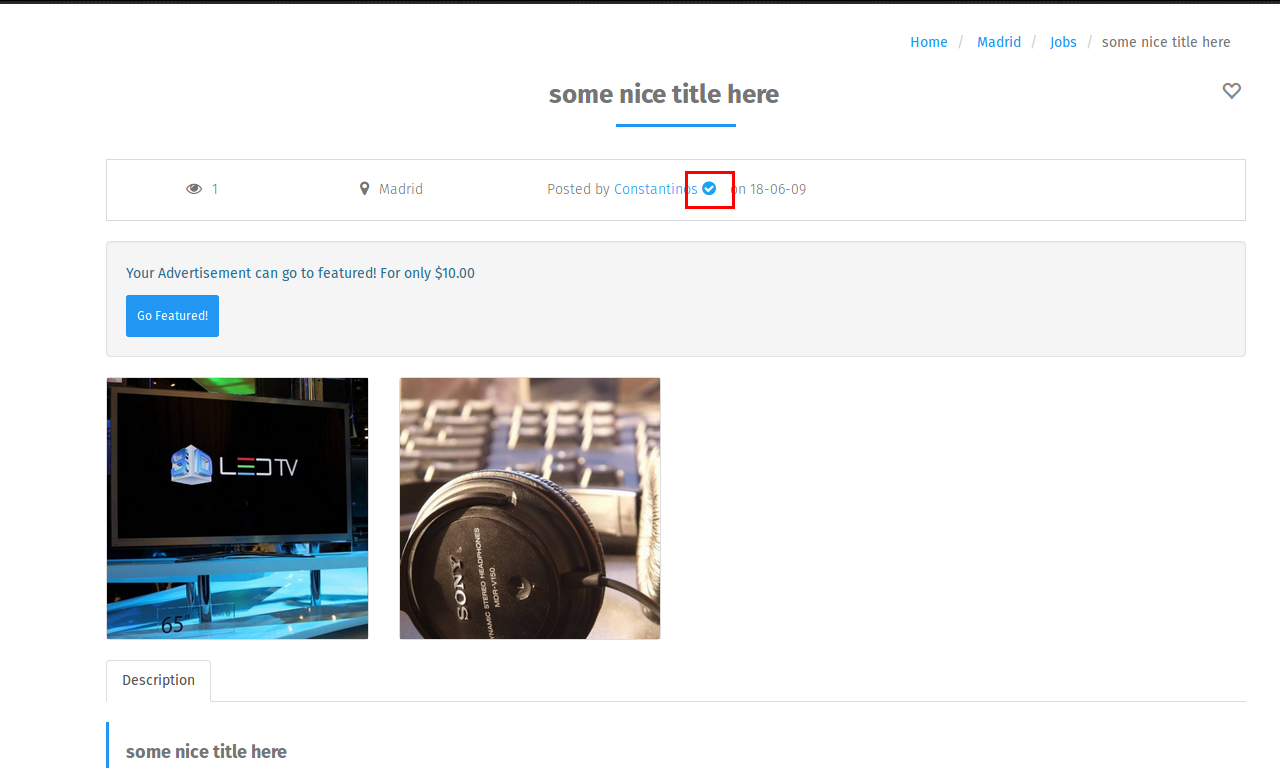 Home / Madrid / Jobs / some nice title here
some nice title here
1 Madrid Posted by Constantinos on 18-06-09
Your Advertisement can go to featured! For only $10.00
Go Featured!
3D LED TV
65"
SONY
DYNAMIC STEREO HEADPHONES
MDR-V150
L
Description
some nice title here